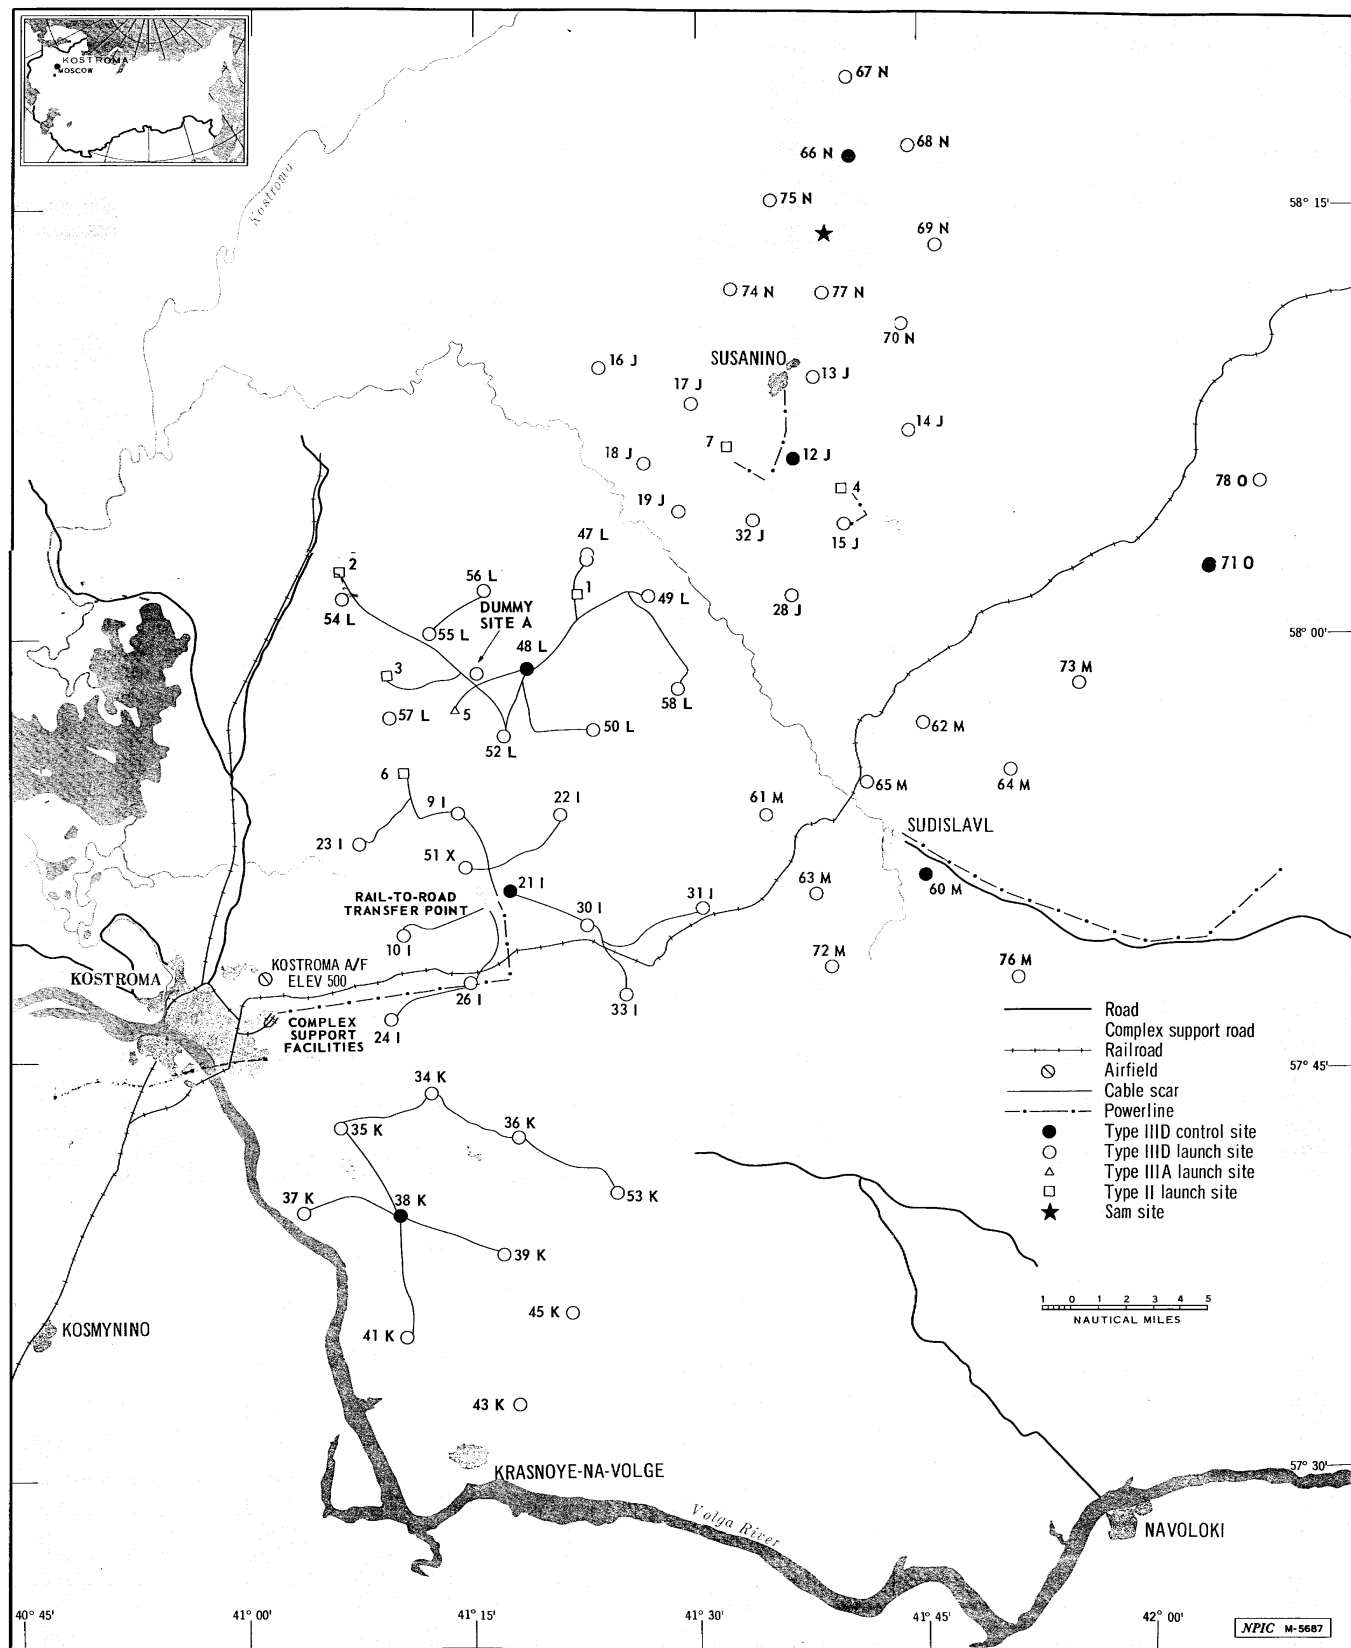 KOSTROMA
MOSCOW
Kostroma
67 N
68 N
66 N
75 N
58° 15'
69 N
74 N
77 N
70 N
SUSANINO
16 J
13 J
17 J
14 J
7
12 J
18 J
4
78 O
19 J
32 J
15 J
47 L
71 O
2
56 L
1
49 L
28 J
54 L
DUMMY
SITE A
55 L
48 L
58° 00'
3
73 M
58 L
57 L
5
50 L
62 M
52 L
6
65 M
64 M
9 I
22 I
61 M
SUDISLAVL
23 I
51 X
21 I
63 M
60 M
RAIL-TO-ROAD
TRANSFER POINT
31 I
30 I
10 I
72 M
76 M
KOSTROMA
KOSTROMA A/F
ELEV 500
26 I
33 I
24 I
COMPLEX
SUPPORT
FACILITIES
Road
Complex support road
Railroad
Airfield
Cable scar
Powerline
Type IIID control site
Type IIID launch site
Type IIIA launch site
Type II launch site
Sam site
57° 45'
34 K
35 K
36 K
37 K
38 K
53 K
39 K
45 K
41 K
KOSMYNINO
1 0 1 2 3 4 5
NAUTICAL MILES
43 K
KRASNOYE-NA-VOLGE
57° 30'
Volga River
NAVOLOKI
40° 45'
41° 00'
41° 15'
41° 30'
41° 45'
42° 00'
NPIC M-5687